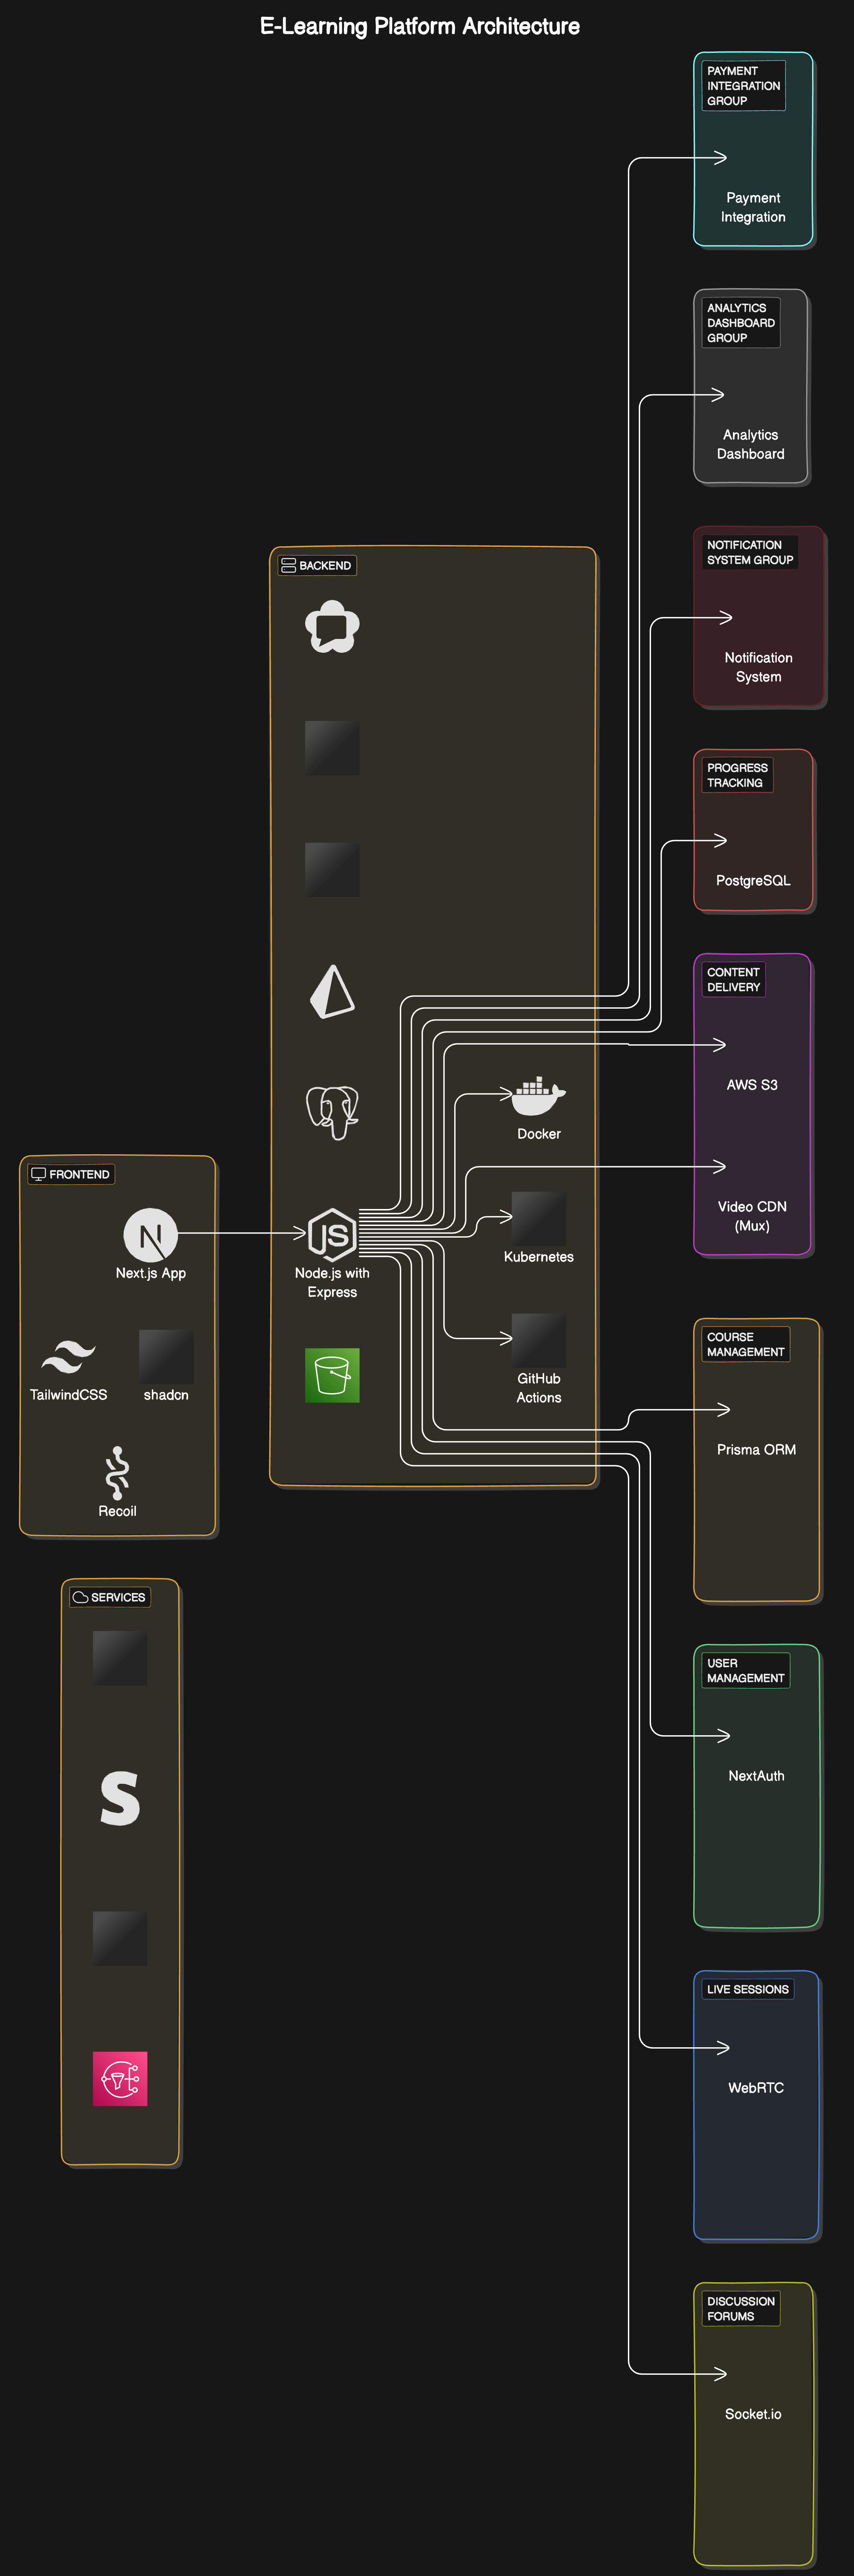 E-Learning Platform Architecture
PAYMENT
INTEGRATION
GROUP
Payment
Integration
ANALYTICS
DASHBOARD
GROUP
Analytics
Dashboard
NOTIFICATION
SYSTEM GROUP
Notification
System
PROGRESS
TRACKING
PostgreSQL
CONTENT
DELIVERY
AWS S3
Video CDN
(Mux)
BACKEND
JS
Node.js with
Express
Docker
Kubernetes
GitHub
Actions
FRONTEND
N
Next.js App
TailwindCSS
shadcn
Recoil
COURSE
MANAGEMENT
Prisma ORM
SERVICES
S
USER
MANAGEMENT
NextAuth
LIVE SESSIONS
WebRTC
DISCUSSION
FORUMS
Socket.io